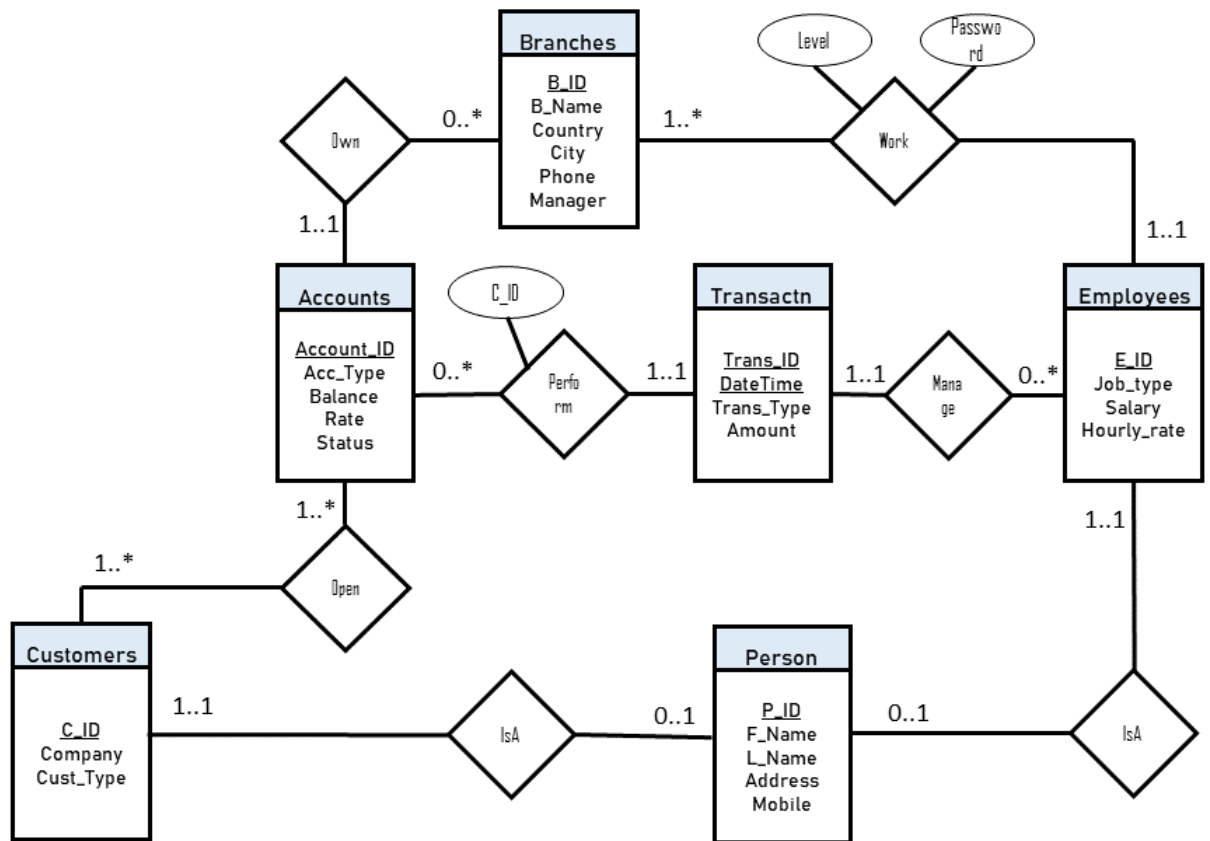 Branches
B_ID
B_Name
Country
City
Phone
Manager
Level
Passwo
rd
Own
0..*
1..*
Work
1..1
1..1
Accounts
Account_ID
Acc_Type
Balance
Rate
Status
C_ID
0..*
Perfo
rm
1..1
Transactn
Trans_ID
DateTime
Trans_Type
Amount
1..1
Mana
ge
0..*
Employees
E_ID
Job_type
Salary
Hourly_rate
1..*
1..1
1..*
Open
Customers
C_ID
Company
Cust_Type
1..1
IsA
0..1
Person
P_ID
F_Name
L_Name
Address
Mobile
0..1
IsA